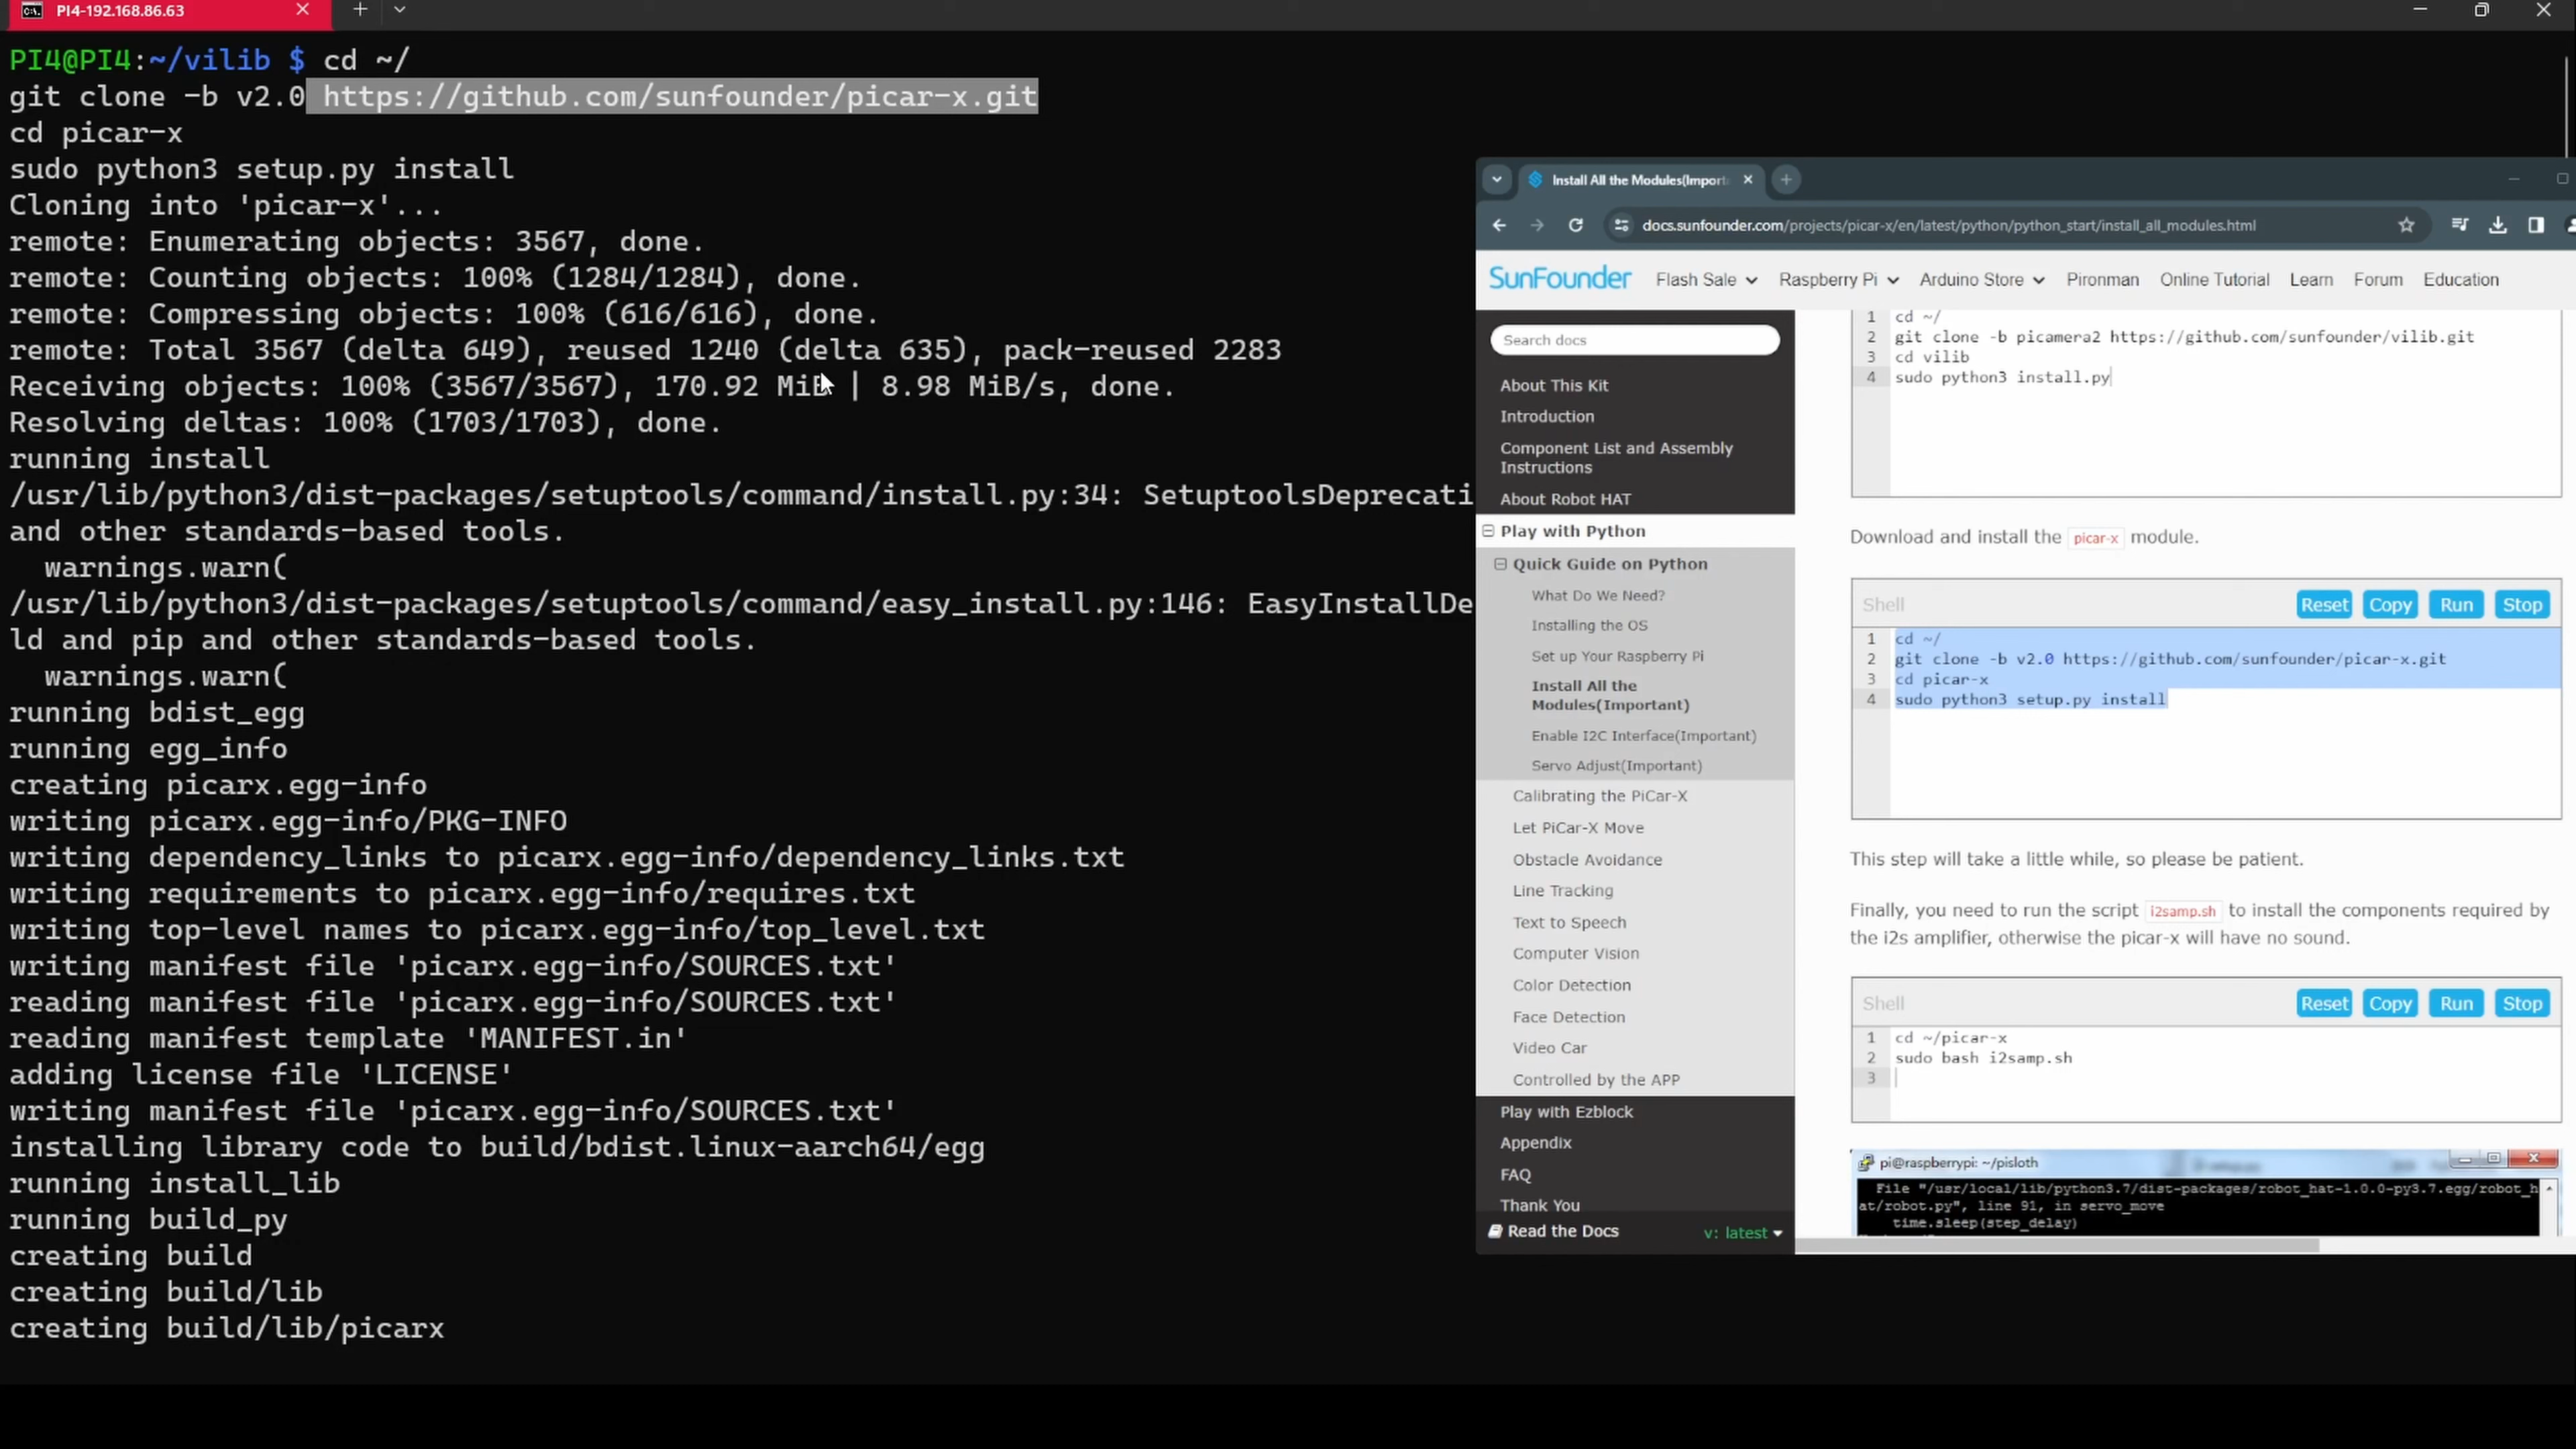 PI4-192.168.86.63
PI4@PI4:~/vilib $ cd ~/
git clone -b v2.0 https://github.com/sunfounder/picar-x.git
cd picar-x
sudo python3 setup.py install
Cloning into 'picar-x'...
remote: Enumerating objects: 3567, done.
remote: Counting objects: 100% (1284/1284), done.
remote: Compressing objects: 100% (616/616), done.
remote: Total 3567 (delta 649), reused 1240 (delta 635), pack-reused 2283
Receiving objects: 100% (3567/3567), 170.92 MiB | 8.98 MiB/s, done.
Resolving deltas: 100% (1703/1703), done.
running install
/usr/lib/python3/dist-packages/setuptools/command/install.py:34: SetuptoolsDeprecati
and other standards-based tools.
warnings.warn(
/usr/lib/python3/dist-packages/setuptools/command/easy_install.py:146: EasyInstallDe
ld and pip and other standards-based tools.
warnings.warn(
running bdist_egg
running egg_info
creating picarx.egg-info
writing picarx.egg-info/PKG-INFO
writing dependency_links to picarx.egg-info/dependency_links.txt
writing requirements to picarx.egg-info/requires.txt
writing top-level names to picarx.egg-info/top_level.txt
writing manifest file 'picarx.egg-info/SOURCES.txt'
reading manifest file 'picarx.egg-info/SOURCES.txt'
reading manifest template 'MANIFEST.in'
adding license file 'LICENSE'
writing manifest file 'picarx.egg-info/SOURCES.txt'
installing library code to build/bdist.linux-aarch64/egg
running install_lib
running build_py
creating build
creating build/lib
creating build/lib/picarx
Install All the Modules(Import
docs.sunfounder.com/projects/picar-x/en/latest/python/python_start/install_all_modules.html
SunFounder Flash Sale Raspberry Pi Arduino Store Pironman Online Tutorial Learn Forum Education
Search docs
About This Kit
Introduction
Component List and Assembly
Instructions
About Robot HAT
Play with Python
Quick Guide on Python
What Do We Need?
Installing the OS
Set up Your Raspberry Pi
Install All the
Modules(Important)
Enable I2C Interface(Important)
Servo Adjust(Important)
Calibrating the PiCar-X
Let PiCar-X Move
Obstacle Avoidance
Line Tracking
Text to Speech
Computer Vision
Color Detection
Face Detection
Video Car
Controlled by the APP
Play with Ezblock
Appendix
FAQ
Thank You
Read the Docs v: latest
1 cd ~/
2 git clone -b picamera2 https://github.com/sunfounder/vilib.git
3 cd vilib
4 sudo python3 install.py
Download and install the picar-x module.
Shell Reset Copy Run Stop
1 cd ~/
2 git clone -b v2.0 https://github.com/sunfounder/picar-x.git
3 cd picar-x
4 sudo python3 setup.py install
This step will take a little while, so please be patient.
Finally, you need to run the script i2samp.sh to install the components required by
the i2s amplifier, otherwise the picar-x will have no sound.
Shell Reset Copy Run Stop
1 cd ~/picar-x
2 sudo bash i2samp.sh
3
pi@raspberrypi: ~/pisloth
File "/usr/local/lib/python3.7/dist-packages/robot_hat-1.0.0-py3.7.egg/robot_h
at/robot.py", line 91, in servo_move
time.sleep(step_delay)